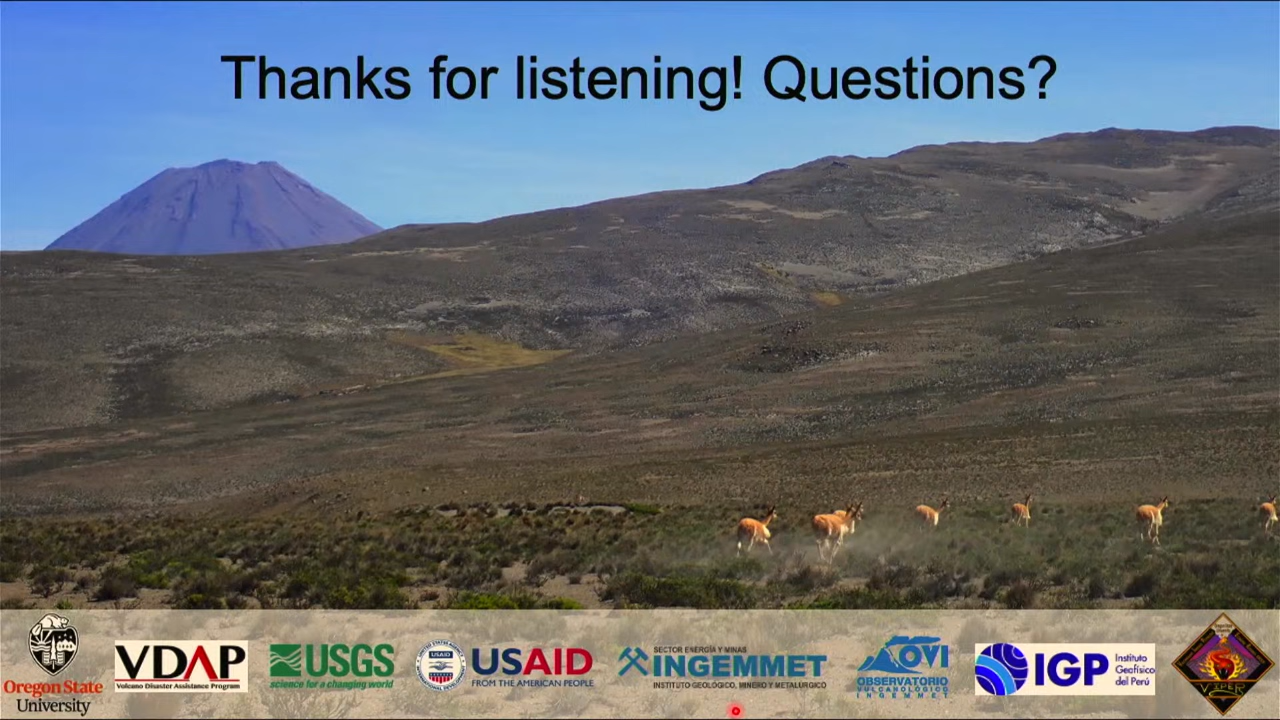 Thanks for listening! Questions?
Oregon State
University
VDAP
Volcano Disaster Assistance Program
USGS
science for a changing world
USAID
USAID
FROM THE AMERICAN PEOPLE
SECTOR ENERGÍA Y MINAS
INGEMMET
INSTITUTO GEOLÓGICO, MINERO Y METALÚRGICO
OVI
OBSERVATORIO
VULCANOLÓGICO
INGEMMET
IGP
Instituto
Geofísico
del Perú
VIPER